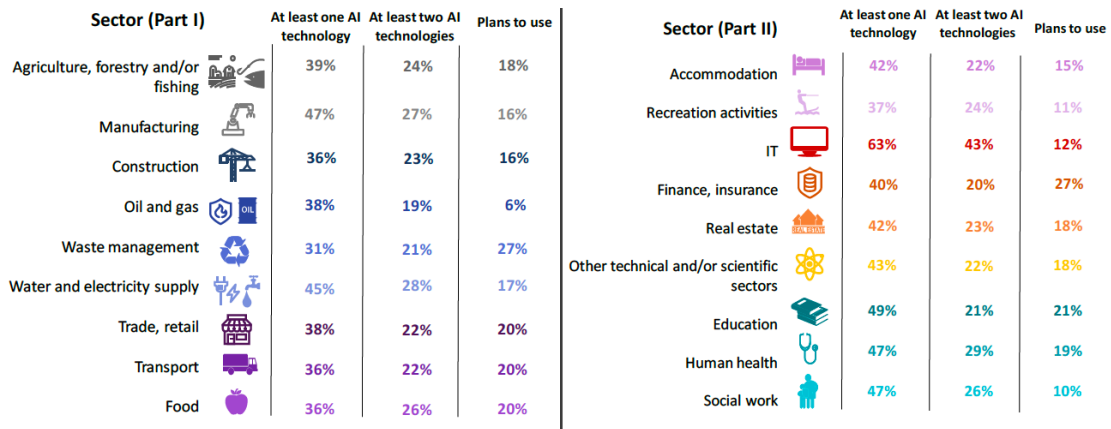 Sector (Part I) At least one AI technology At least two AI technologies Plans to use
Agriculture, forestry and/or fishing 39% 24% 18%
Manufacturing 47% 27% 16%
Construction 36% 23% 16%
Oil and gas OIL 38% 19% 6%
Waste management 31% 21% 27%
Water and electricity supply 45% 28% 17%
Trade, retail 38% 22% 20%
Transport 36% 22% 20%
Food 36% 26% 20%
Sector (Part II) At least one AI technology At least two AI technologies Plans to use
Accommodation 42% 22% 15%
Recreation activities 37% 24% 11%
IT 63% 43% 12%
Finance, insurance 40% 20% 27%
Real estate REAL ESTATE 42% 23% 18%
Other technical and/or scientific sectors 43% 22% 18%
Education 49% 21% 21%
Human health 47% 29% 19%
Social work 47% 26% 10%